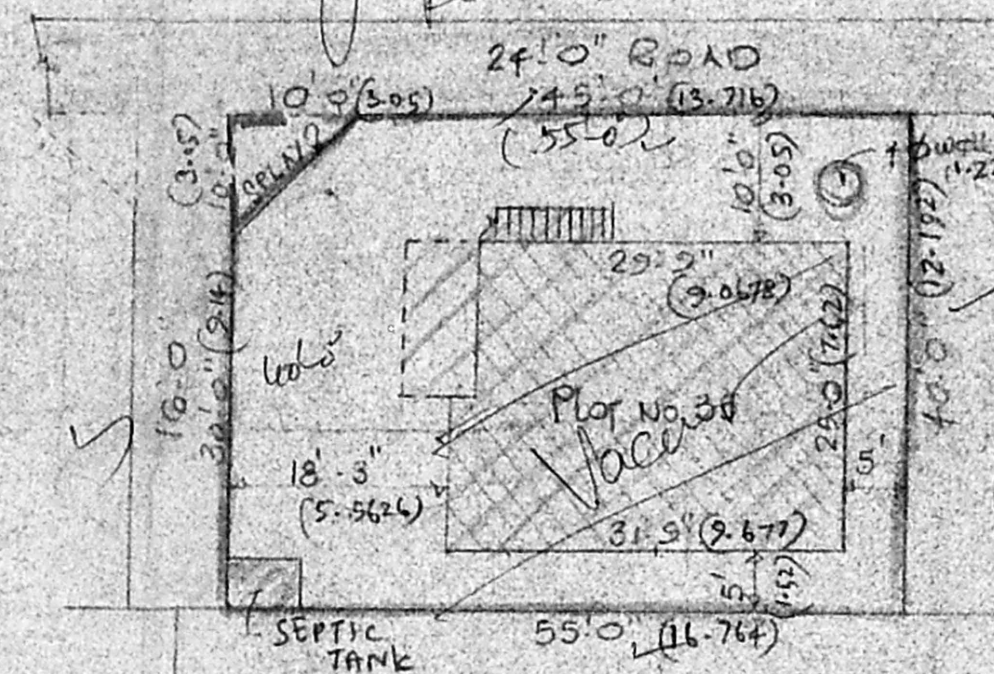 24'.0" ROAD
10'0"(3.05) 45'.0" (13.716)
(55-0")
(3.05)
10'.0"
SPLAY
10'.0"
(3.05)
(12.192)
40'.0"
29'.9"
(9.0678)
16'.0
30'.0" (9.14)
Plot No. 30
Vacant
25'.0" (7.62)
5'
18'-3"
(5.5626)
31'.9" (9.677)
5'
(1.52)
SEPTIC
TANK
55'0" (16.764)